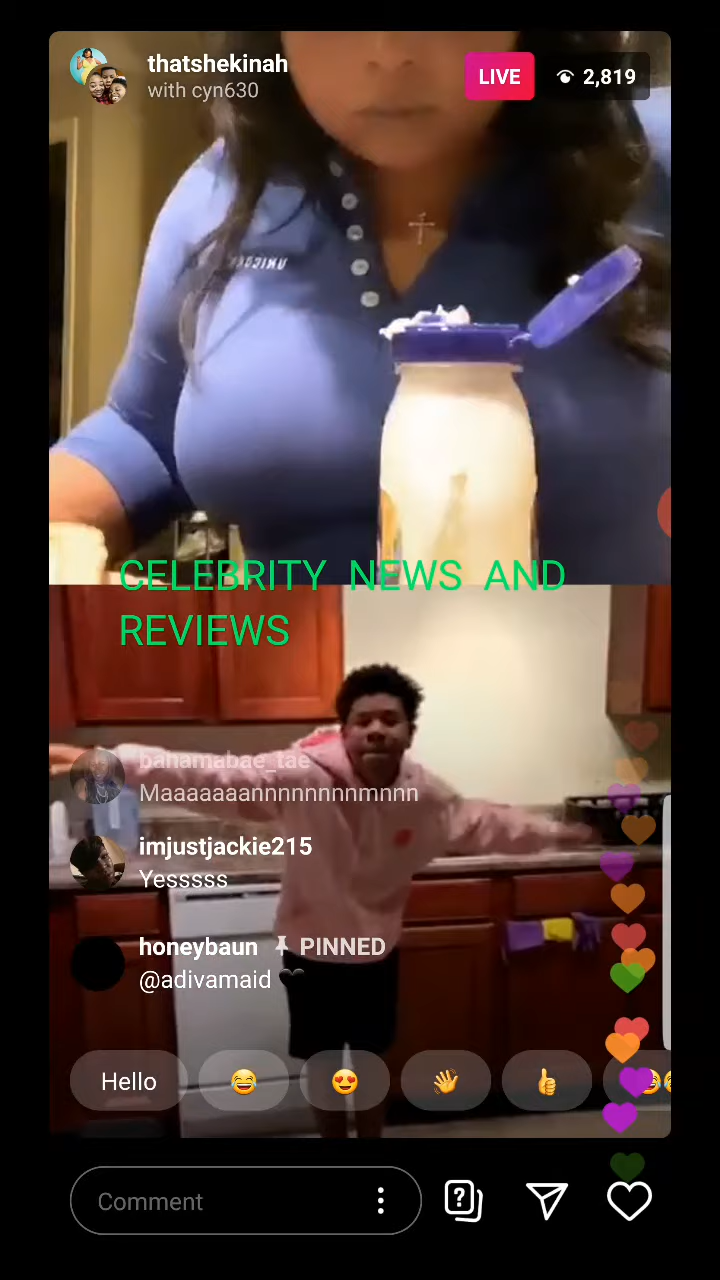 thatshekinah
with cyn630
LIVE
2,819
CELEBRITY NEWS AND
REVIEWS
bahamabae_tae
Maaaaaaannnnnnnnmnnn
imjustjackie215
Yesssss
honeybaun PINNED
@adivamaid 🖤
Hello 😂 😍 👋 👍
Comment